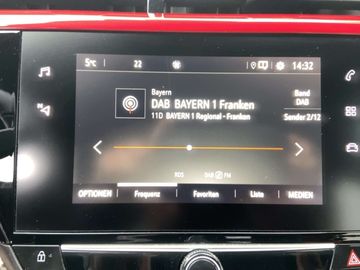 5°C 22 14:32
Bayern
DAB BAYERN 1 Franken
11D BAYERN 1 Regional - Franken
Band
DAB
Sender 2/12
RDS DAB FM
OPTIONEN Frequenz Favoriten Liste MEDIEN
4